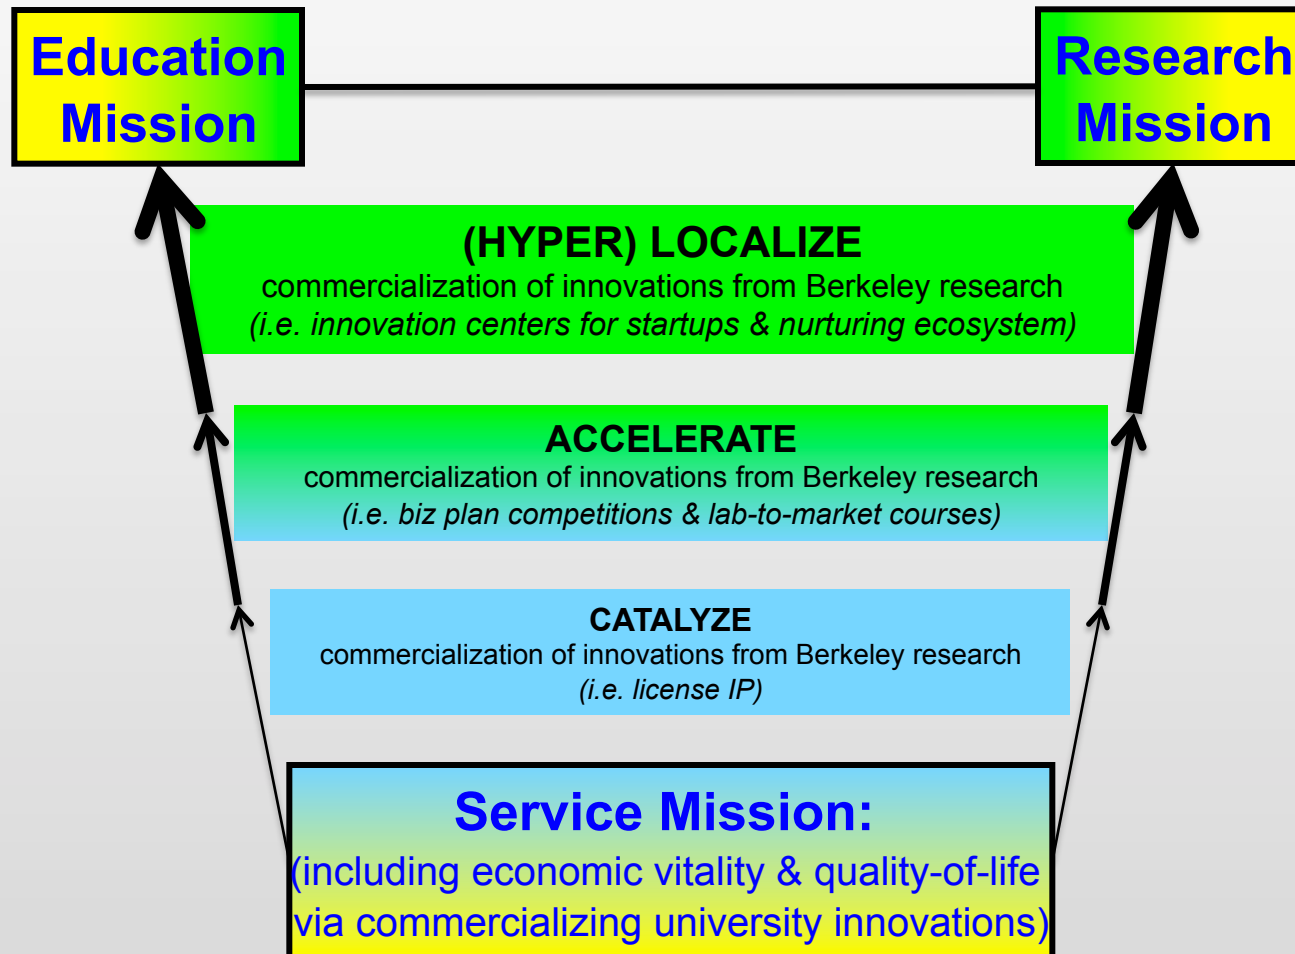 Education
Mission
Research
Mission
(HYPER) LOCALIZE
commercialization of innovations from Berkeley research
(i.e. innovation centers for startups & nurturing ecosystem)
ACCELERATE
commercialization of innovations from Berkeley research
(i.e. biz plan competitions & lab-to-market courses)
CATALYZE
commercialization of innovations from Berkeley research
(i.e. license IP)
Service Mission:
(including economic vitality & quality-of-life
via commercializing university innovations)